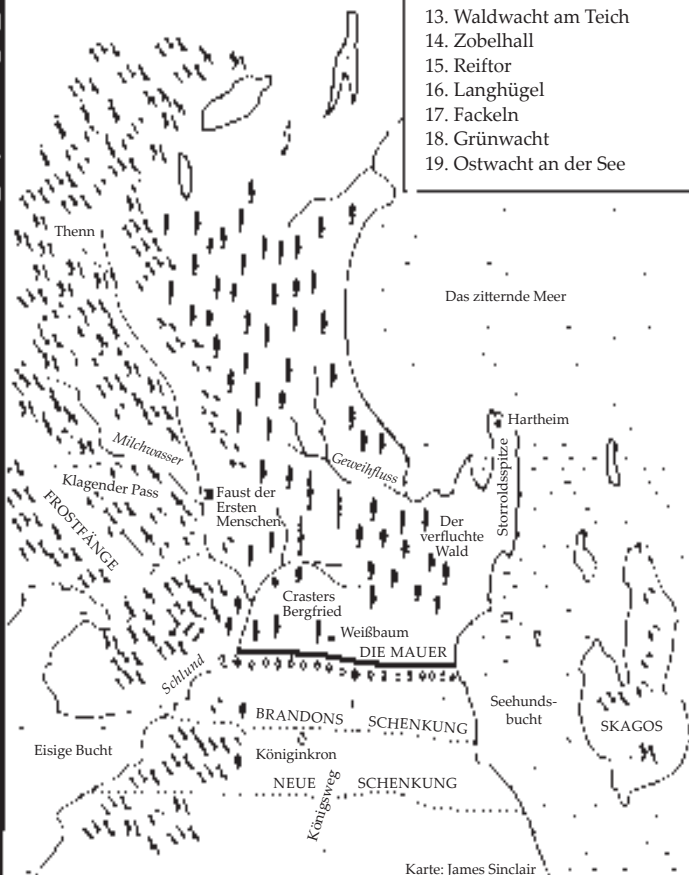 13. Waldwacht am Teich
14. Zobelhall
15. Reiftor
16. Langhügel
17. Fackeln
18. Grünwacht
19. Ostwacht an der See
Thenn
Das zitternde Meer
Hartheim
Milchwasser
Geweihfluss
Storroldsspitze
Klagender Pass
FROSTFÄNGE
Faust der
Ersten
Menschen
Der
verfluchte
Wald
Crasters
Bergfried
Weißbaum
DIE MAUER
Schlund
Seehunds-
bucht
SKAGOS
BRANDONS SCHENKUNG
Eisige Bucht
Königinkron
NEUE SCHENKUNG
Königsweg
Karte: James Sinclair